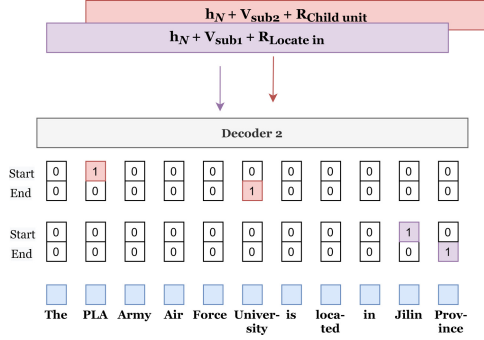 h_N + V_sub2 + R_Child unit
h_N + V_sub1 + R_Locate in
Decoder 2
Start 0 1 0 0 0 0 0 0 0 0 0
End 0 0 0 0 0 1 0 0 0 0 0
Start 0 0 0 0 0 0 0 0 0 1 0
End 0 0 0 0 0 0 0 0 0 0 1
The PLA Army Air Force Univer- is loca- in Jilin Prov-
sity ted ince